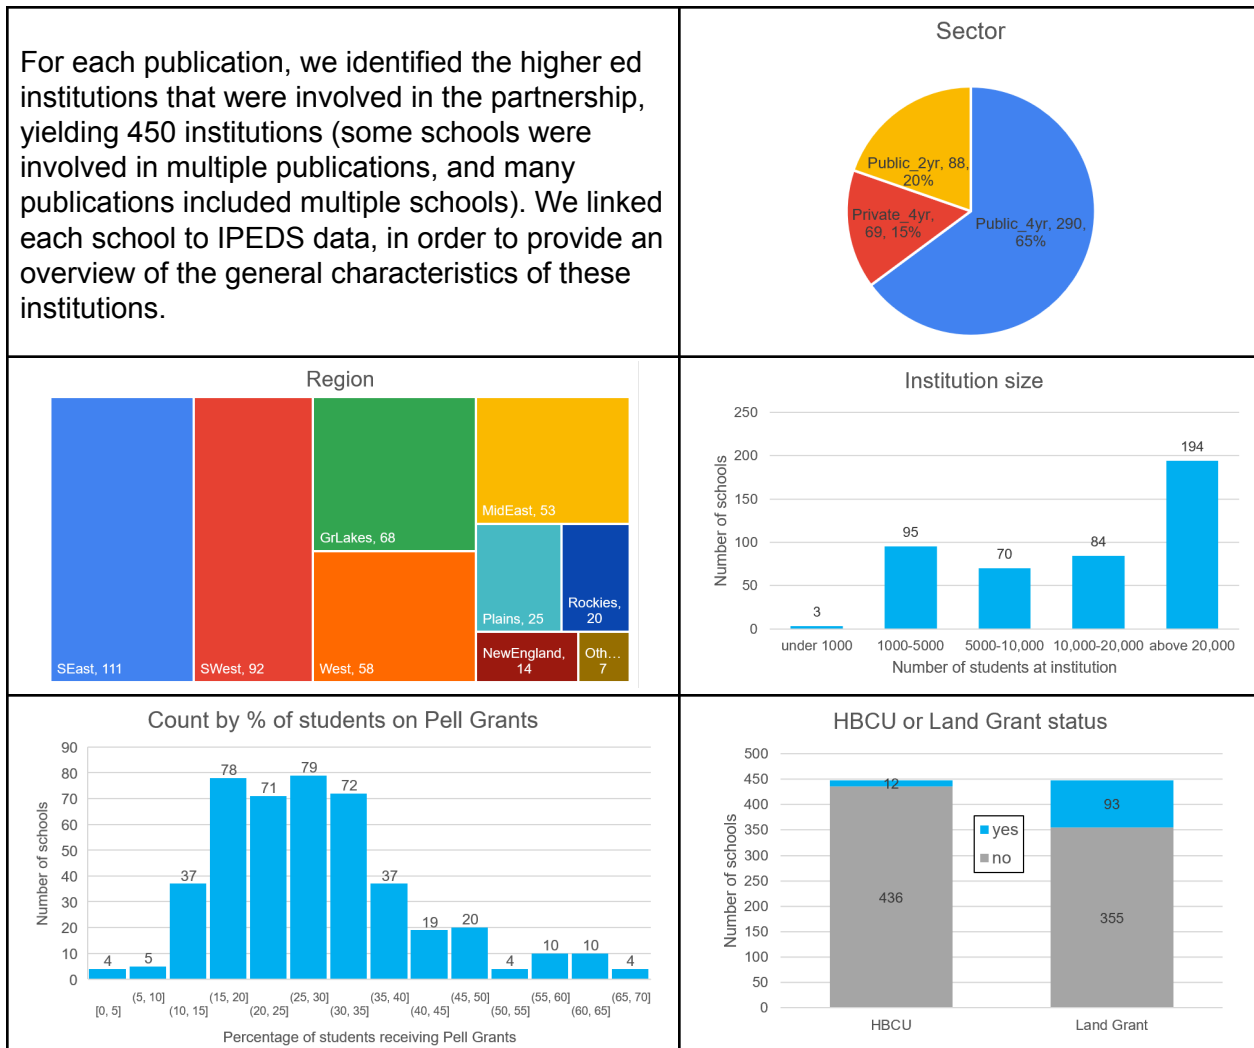 For each publication, we identified the higher ed
institutions that were involved in the partnership,
yielding 450 institutions (some schools were
involved in multiple publications, and many
publications included multiple schools). We linked
each school to IPEDS data, in order to provide an
overview of the general characteristics of these
institutions.
Sector
Public_2yr, 88,
20%
Private_4yr,
69, 15%
Public_4yr, 290,
65%
Region
SEast, 111
SWest, 92
GrLakes, 68
West, 58
MidEast, 53
Plains, 25
Rockies,
20
NewEngland,
14
Oth…
7
Institution size
Number of schools
250
200
150
100
50
0
3
95
70
84
194
under 1000
1000-5000
5000-10,000
10,000-20,000
above 20,000
Number of students at institution
Count by % of students on Pell Grants
Number of schools
90
80
70
60
50
40
30
20
10
0
4
5
37
78
71
79
72
37
19
20
4
10
10
4
[0, 5]
(5, 10]
(10, 15]
(15, 20]
(20, 25]
(25, 30]
(30, 35]
(35, 40]
(40, 45]
(45, 50]
(50, 55]
(55, 60]
(60, 65]
(65, 70]
Percentage of students receiving Pell Grants
HBCU or Land Grant status
Number of schools
500
450
400
350
300
250
200
150
100
50
0
12
436
93
355
yes
no
HBCU
Land Grant